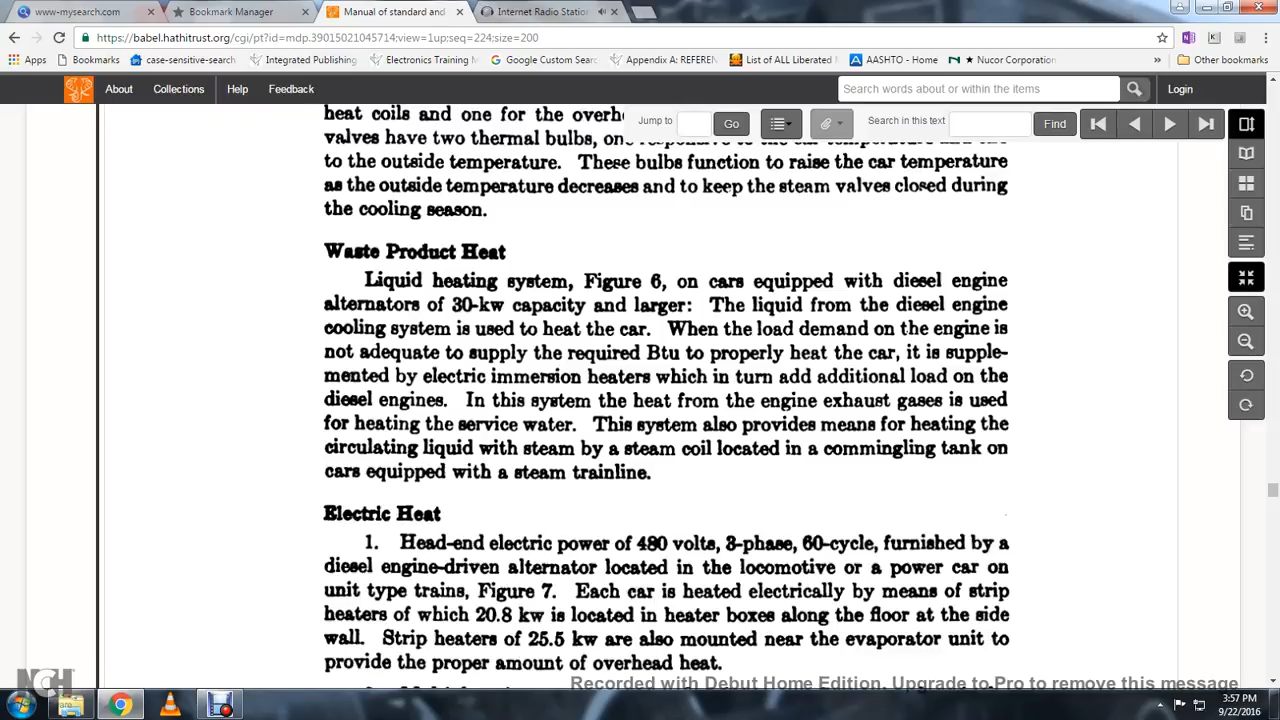 www-mysearch.com
Bookmark Manager
Manual of standard and
Internet Radio Station
https://babel.hathitrust.org/cgi/pt?id=mdp.39015021045714;view=1up;seq=224;size=200
Apps
Bookmarks
case-sensitive-search
Integrated Publishing
Electronics Training M
Google Custom Searc
Appendix A: REFEREN
List of ALL Liberated
AASHTO - Home
★ Nucor Corporation
»
Other bookmarks
About
Collections
Help
Feedback
Search words about or within the items
Login
Jump to
Go
Search in this text
Find
heat coils and one for the overhe
valves have two thermal bulbs, one
to the outside temperature. These bulbs function to raise the car temperature
as the outside temperature decreases and to keep the steam valves closed during
the cooling season.
Waste Product Heat
Liquid heating system, Figure 6, on cars equipped with diesel engine
alternators of 30-kw capacity and larger: The liquid from the diesel engine
cooling system is used to heat the car. When the load demand on the engine is
not adequate to supply the required Btu to properly heat the car, it is supple-
mented by electric immersion heaters which in turn add additional load on the
diesel engines. In this system the heat from the engine exhaust gases is used
for heating the service water. This system also provides means for heating the
circulating liquid with steam by a steam coil located in a commingling tank on
cars equipped with a steam trainline.
Electric Heat
1. Head-end electric power of 480 volts, 3-phase, 60-cycle, furnished by a
diesel engine-driven alternator located in the locomotive or a power car on
unit type trains, Figure 7. Each car is heated electrically by means of strip
heaters of which 20.8 kw is located in heater boxes along the floor at the side
wall. Strip heaters of 25.5 kw are also mounted near the evaporator unit to
provide the proper amount of overhead heat.
NCH
Recorded with Debut Home Edition. Upgrade to Pro to remove this message
3:57 PM
9/22/2016